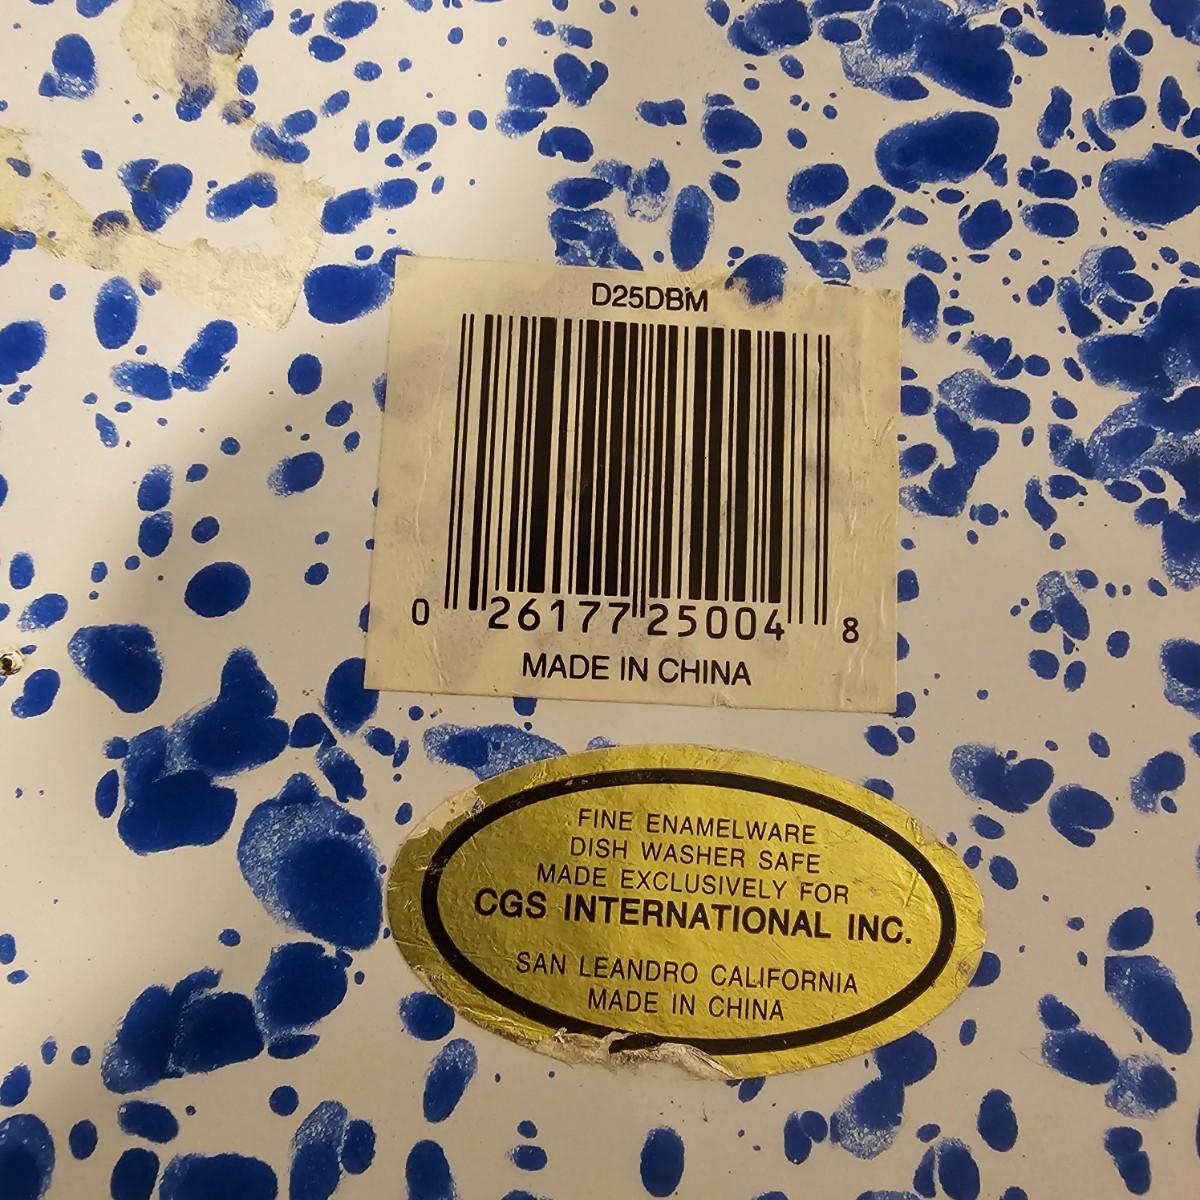 D25DBM
0 26177 25004 8
MADE IN CHINA
FINE ENAMELWARE
DISH WASHER SAFE
MADE EXCLUSIVELY FOR
CGS INTERNATIONAL INC.
SAN LEANDRO CALIFORNIA
MADE IN CHINA